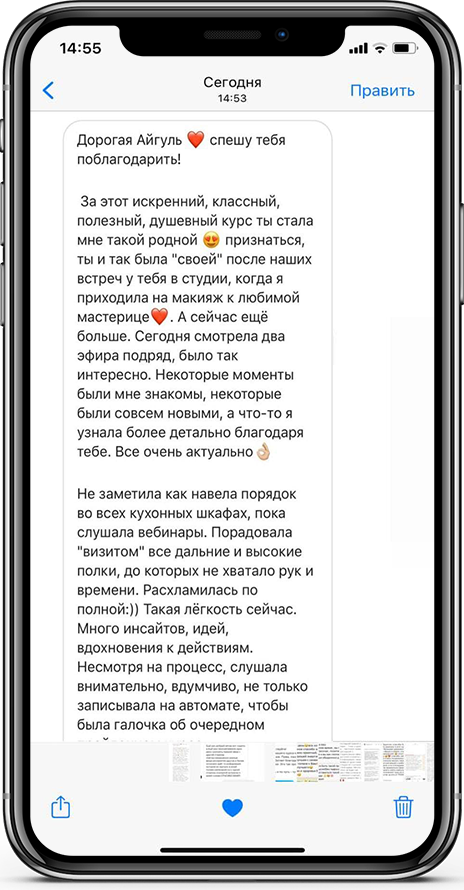 14:55
Сегодня
14:53
Править
Дорогая Айгуль ❤️ спешу тебя
поблагодарить!
За этот искренний, классный,
полезный, душевный курс ты стала
мне такой родной 😍 признаться,
ты и так была "своей" после наших
встреч у тебя в студии, когда я
приходила на макияж к любимой
мастерице❤️. А сейчас ещё
больше. Сегодня смотрела два
эфира подряд, было так
интересно. Некоторые моменты
были мне знакомы, некоторые
были совсем новыми, а что-то я
узнала более детально благодаря
тебе. Все очень актуально👌🏻
Не заметила как навела порядок
во всех кухонных шкафах, пока
слушала вебинары. Порадовала
"визитом" все дальние и высокие
полки, до которых не хватало рук и
времени. Расхламилась по
полной:)) Такая лёгкость сейчас.
Много инсайтов, идей,
вдохновения к действиям.
Несмотря на процесс, слушала
внимательно, вдумчиво, не только
записывала на автомате, чтобы
была галочка об очередном